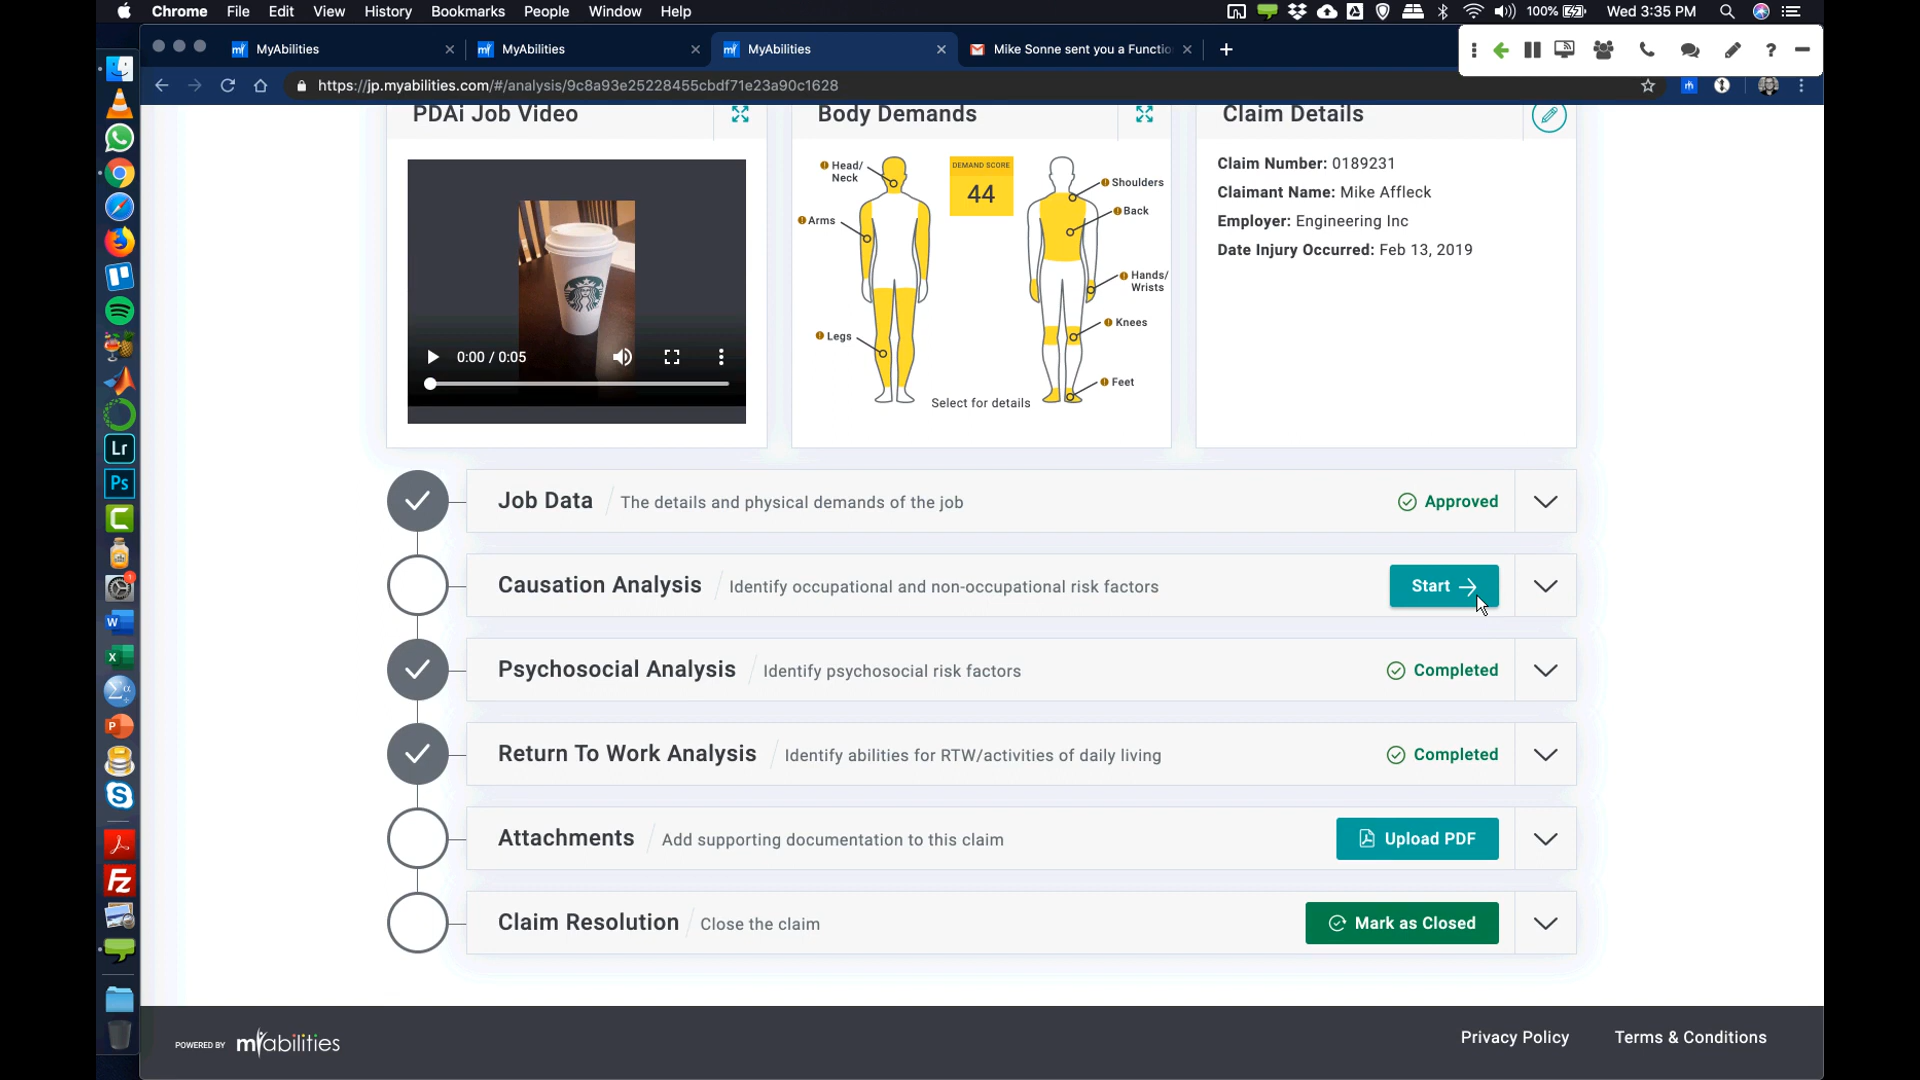 Chrome File Edit View History Bookmarks People Window Help 100% Wed 3:35 PM
MyAbilities MyAbilities MyAbilities Mike Sonne sent you a Functio
https://jp.myabilities.com/#/analysis/9c8a93e25228455cbdf71e23a90c1628
PDAi Job Video
0:00 / 0:05
Body Demands
Head/
Neck
DEMAND SCORE
44
Shoulders
Arms
Back
Hands/
Wrists
Legs
Knees
Feet
Select for details
Claim Details
Claim Number: 0189231
Claimant Name: Mike Affleck
Employer: Engineering Inc
Date Injury Occurred: Feb 13, 2019
Job Data The details and physical demands of the job Approved
Causation Analysis Identify occupational and non-occupational risk factors Start
Psychosocial Analysis Identify psychosocial risk factors Completed
Return To Work Analysis Identify abilities for RTW/activities of daily living Completed
Attachments Add supporting documentation to this claim Upload PDF
Claim Resolution Close the claim Mark as Closed
POWERED BY myabilities
Privacy Policy Terms & Conditions
Lr
Ps
C
1
W
X
Σα
P
S
Fz